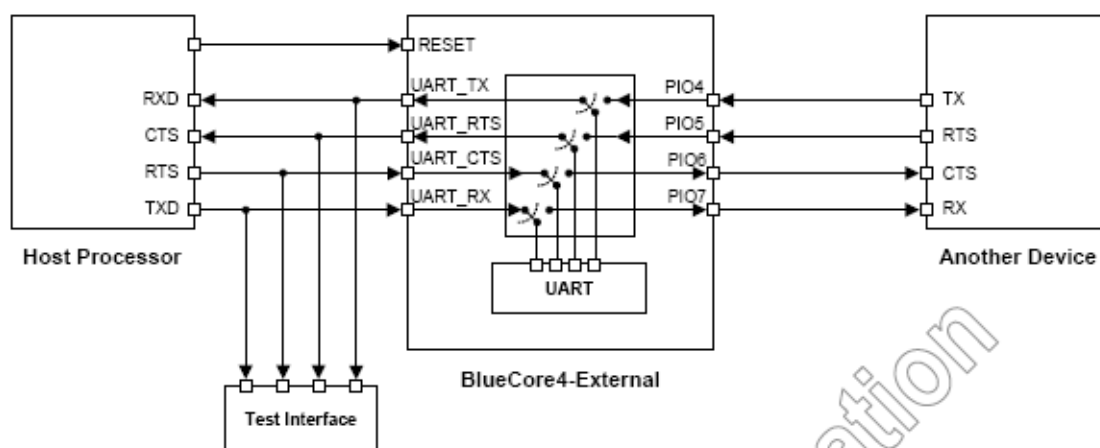 RESET
RXD UART_TX PIO4 TX
CTS UART_RTS PIO5 RTS
RTS UART_CTS PIO6 CTS
TXD UART_RX PIO7 RX
Host Processor
Another Device
UART
BlueCore4-External
Test Interface
ation